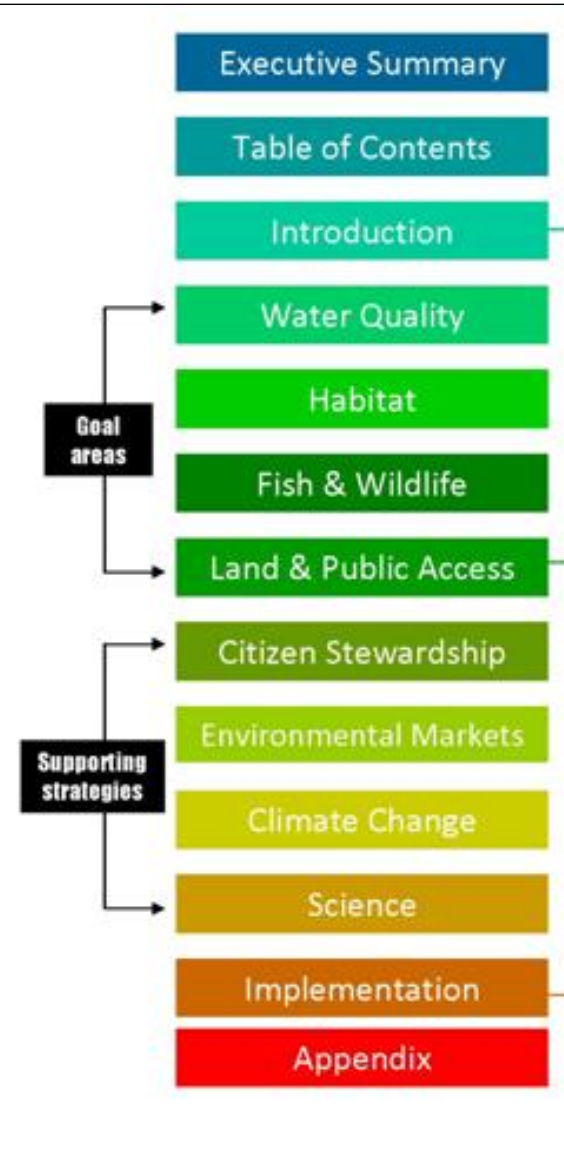 Executive Summary
Table of Contents
Introduction
Water Quality
Habitat
Goal
areas
Fish & Wildlife
Land & Public Access
Citizen Stewardship
Environmental Markets
Supporting
strategies
Climate Change
Science
Implementation
Appendix